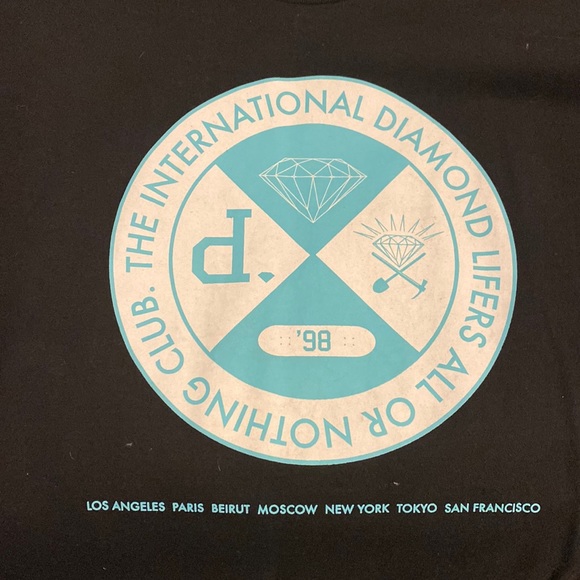 THE INTERNATIONAL DIAMOND LIFERS ALL OR NOTHING CLUB.
d.
'98
LOS ANGELES PARIS BEIRUT MOSCOW NEW YORK TOKYO SAN FRANCISCO